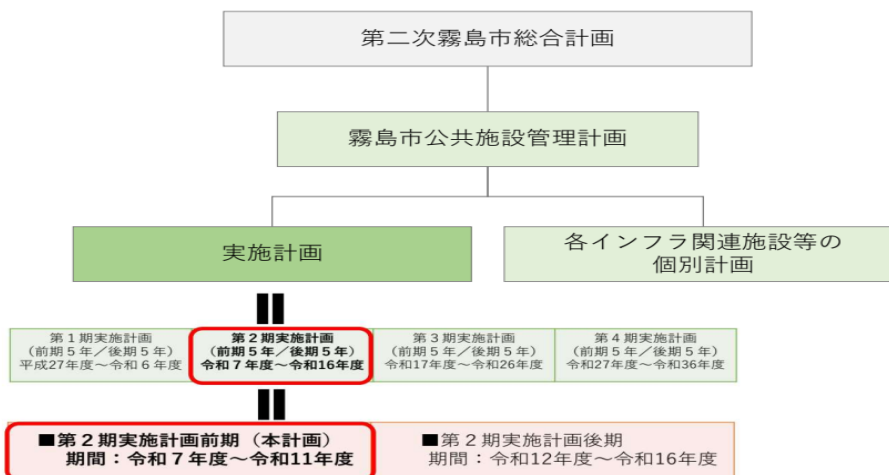 第二次霧島市総合計画
霧島市公共施設管理計画
実施計画
各インフラ関連施設等の
個別計画
第1期実施計画
(前期5年/後期5年)
平成27年度～令和6年度
第2期実施計画
(前期5年/後期5年)
令和7年度～令和16年度
第3期実施計画
(前期5年/後期5年)
令和17年度～令和26年度
第4期実施計画
(前期5年/後期5年)
令和27年度～令和36年度
■第2期実施計画前期(本計画)
期間:令和7年度～令和11年度
■第2期実施計画後期
期間:令和12年度～令和16年度